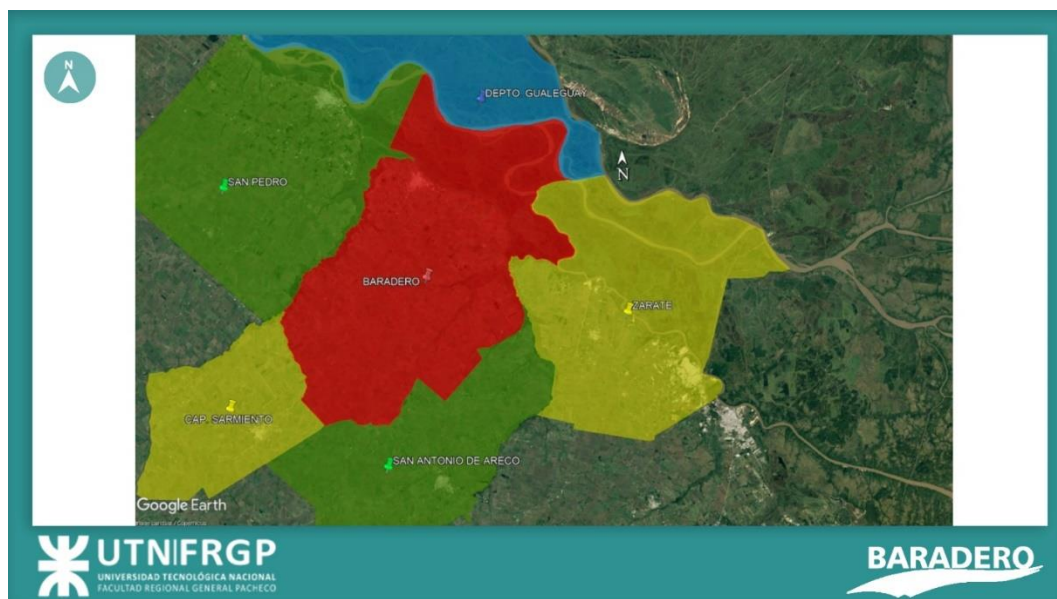 N
DEPTO. GUALEGUAY
N
SAN PEDRO
BARADERO
ZARATE
CAP. SARMIENTO
SAN ANTONIO DE ARECO
Google Earth
UTN|FRGP
UNIVERSIDAD TECNOLÓGICA NACIONAL
FACULTAD REGIONAL GENERAL PACHECO
BARADERO